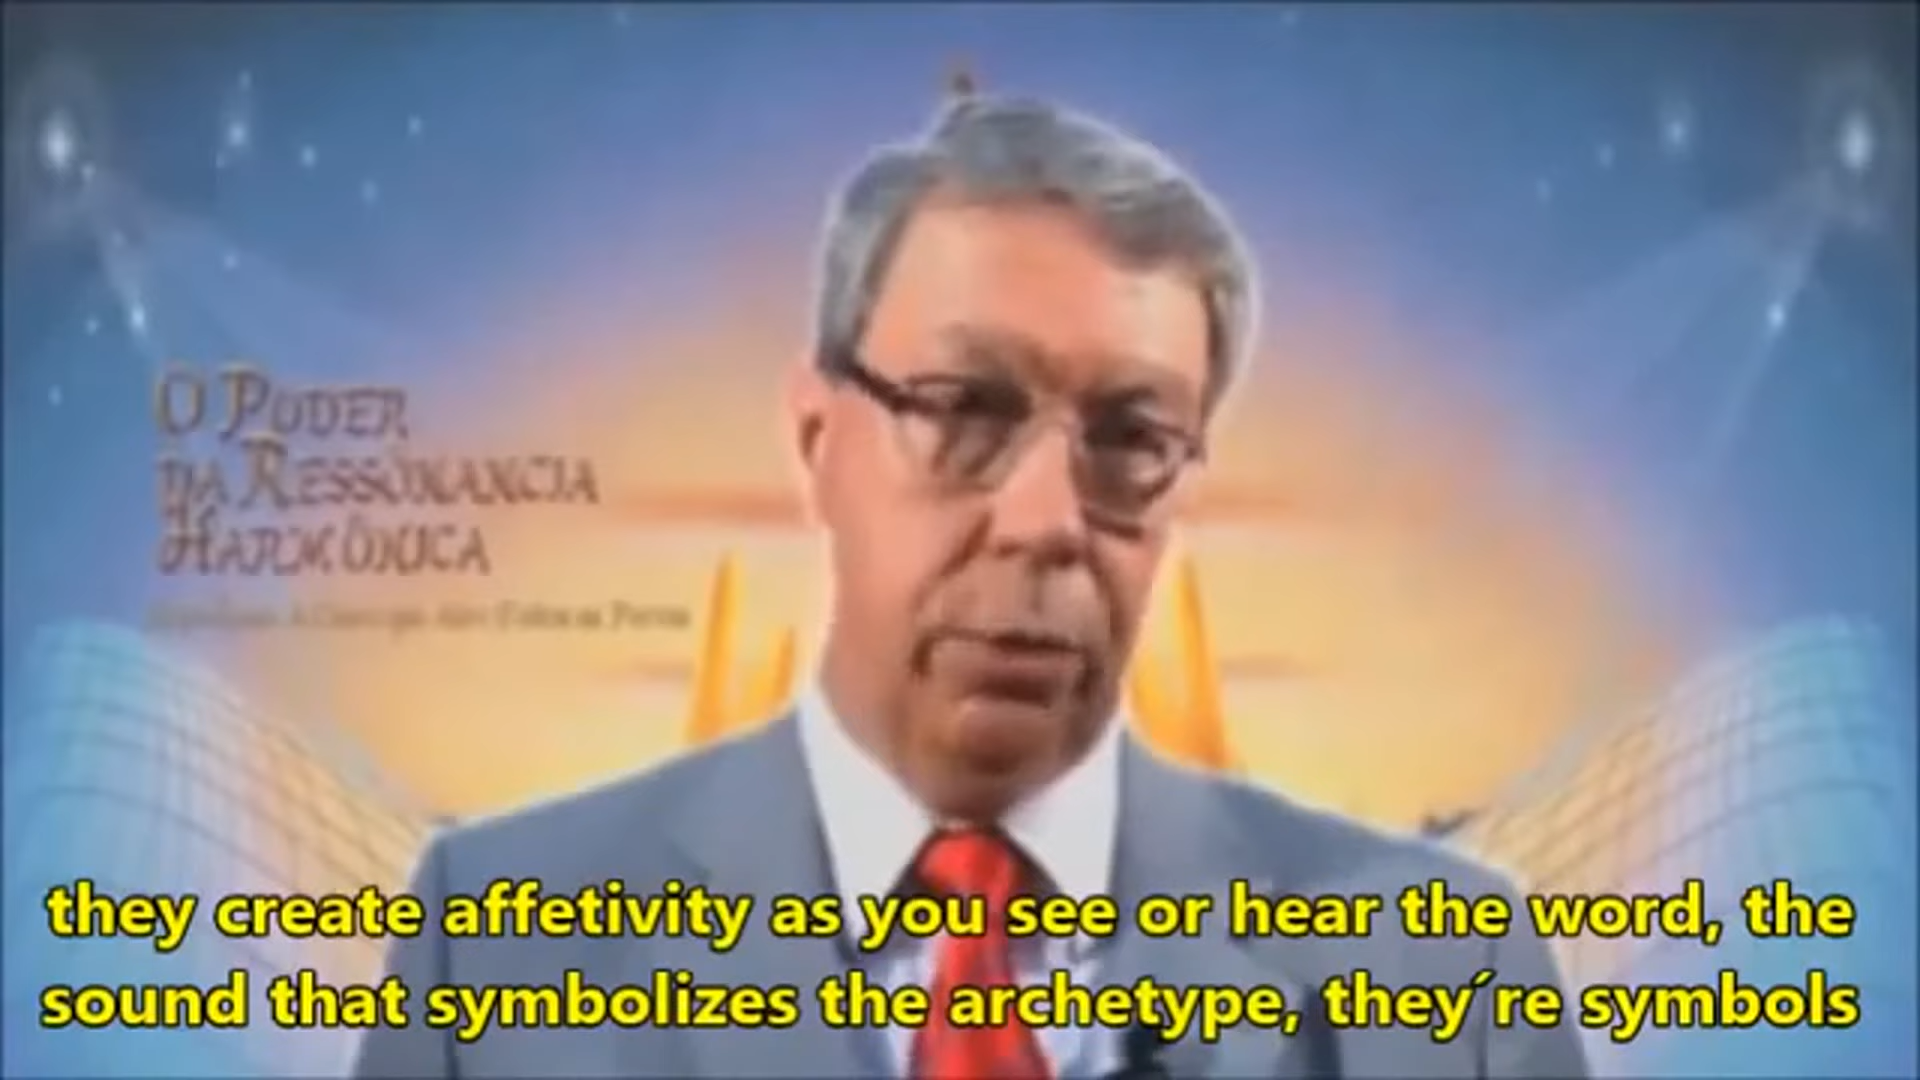 O PODER
DA RESSONANCIA
HARMÔNICA
they create affetivity as you see or hear the word, the
sound that symbolizes the archetype, they´re symbols